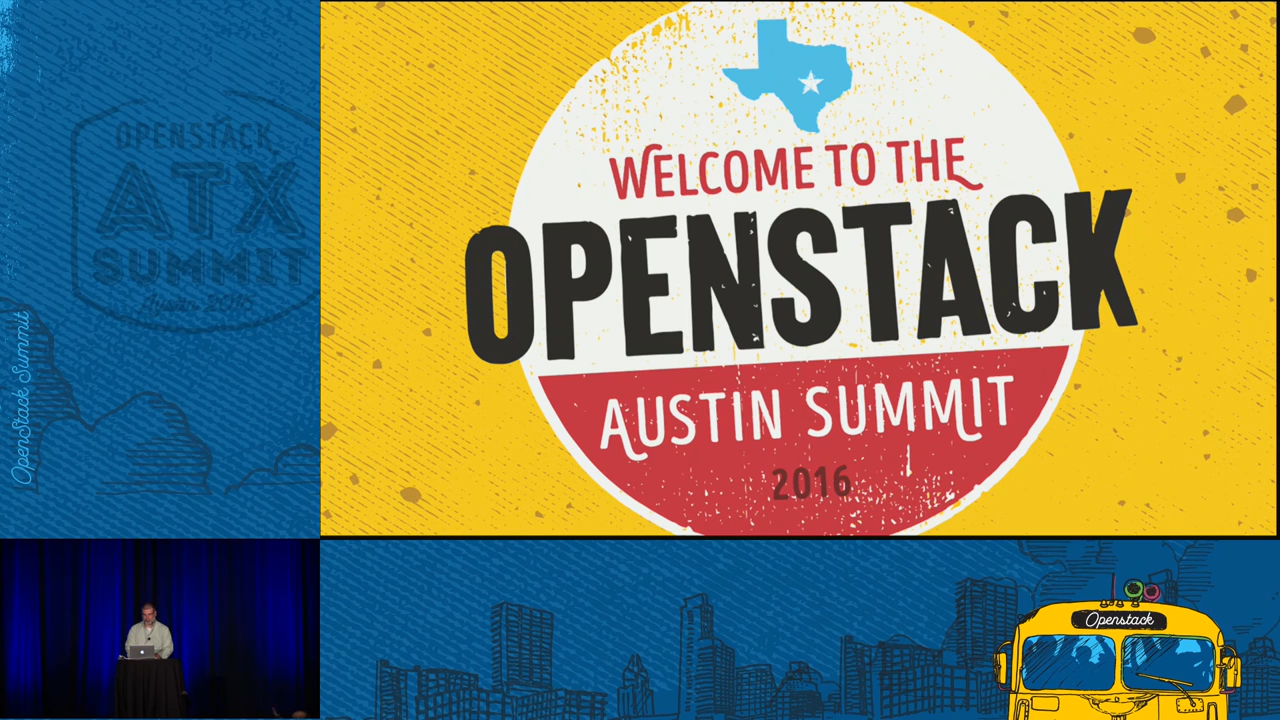 OPENSTACK
ATX
SUMMIT
Austin 2016
OpenStack Summit
WELCOME TO THE
OPENSTACK
AUSTIN SUMMIT
2016
Openstack